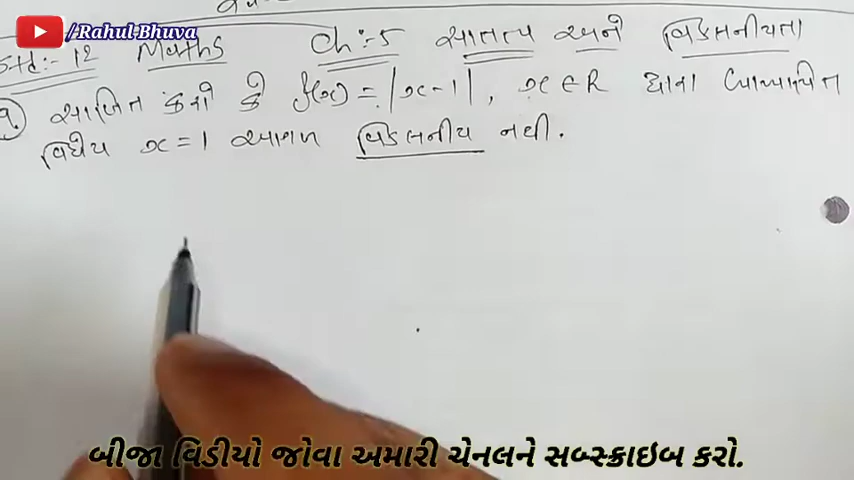 /Rahul Bhuva
Std:- 12 Maths Ch:-5 સાતત્ય અને વિકલનીયતા
૧. સાબિત કરો કે f(x) = |x-1|, x ∈ R દ્વારા વ્યાખ્યાયિત
વિધેય x = 1 આગળ વિકલનીય નથી.
બીજા વિડીયો જોવા અમારી ચેનલને સબ્સ્ક્રાઇબ કરો.